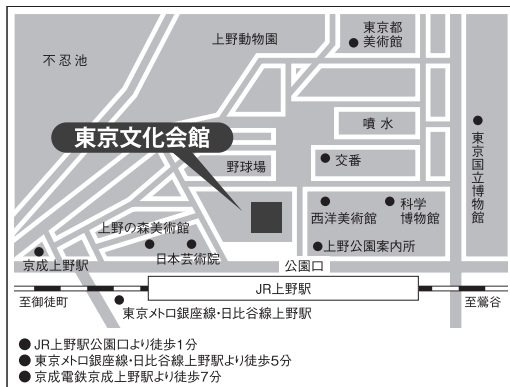 上野動物園
東京都
美術館
不忍池
東京文化会館
噴水
交番
東京国立博物館
野球場
西洋美術館
科学
博物館
上野の森美術館
日本芸術院
上野公園案内所
京成上野駅
公園口
JR上野駅
至御徒町
至鶯谷
東京メトロ銀座線・日比谷線上野駅
●JR上野駅公園口より徒歩1分
●東京メトロ銀座線・日比谷線上野駅より徒歩5分
●京成電鉄京成上野駅より徒歩7分